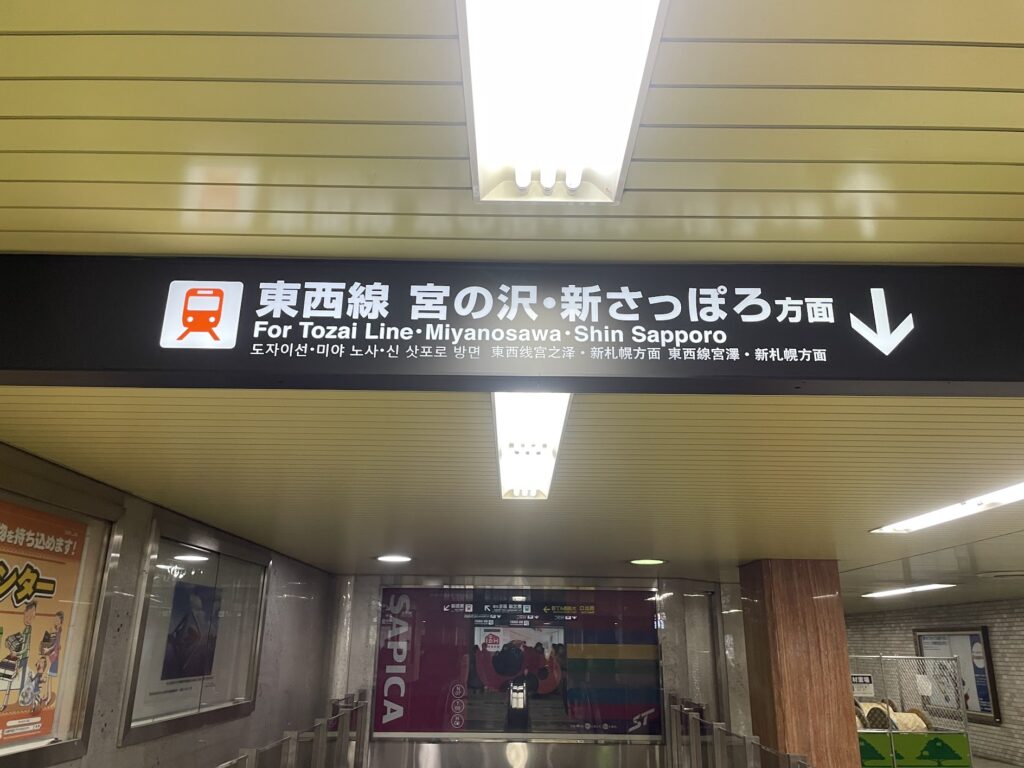 東西線 宮の沢・新さっぽろ方面
For Tozai Line・Miyanosawa・Shin Sapporo
도자이선・미야 노사・신 삿포로 방면 东西线宫之泽・新札幌方面 東西線宮澤・新札幌方面
物を持ち込めます!
ンター
SAPICA
ST